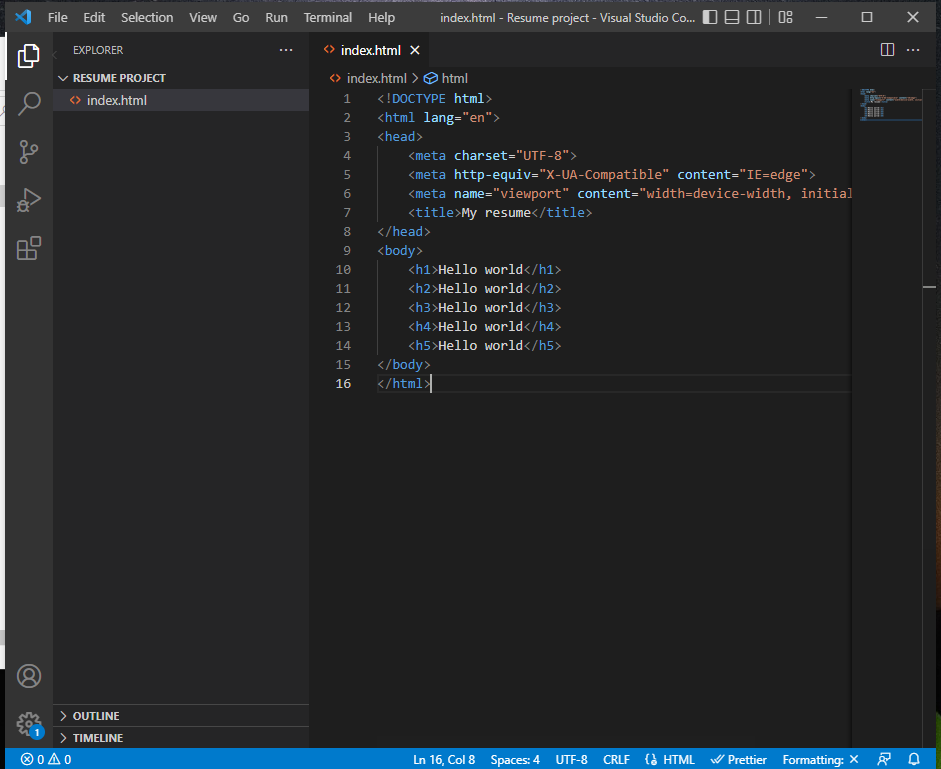 File Edit Selection View Go Run Terminal Help index.html - Resume project - Visual Studio Co...
EXPLORER
RESUME PROJECT
index.html
index.html
index.html > html
1 <!DOCTYPE html>
2 <html lang="en">
3 <head>
4     <meta charset="UTF-8">
5     <meta http-equiv="X-UA-Compatible" content="IE=edge">
6     <meta name="viewport" content="width=device-width, initial
7     <title>My resume</title>
8 </head>
9 <body>
10     <h1>Hello world</h1>
11     <h2>Hello world</h2>
12     <h3>Hello world</h3>
13     <h4>Hello world</h4>
14     <h5>Hello world</h5>
15 </body>
16 </html>
OUTLINE
1
TIMELINE
0 0 Ln 16, Col 8 Spaces: 4 UTF-8 CRLF HTML Prettier Formatting: ×